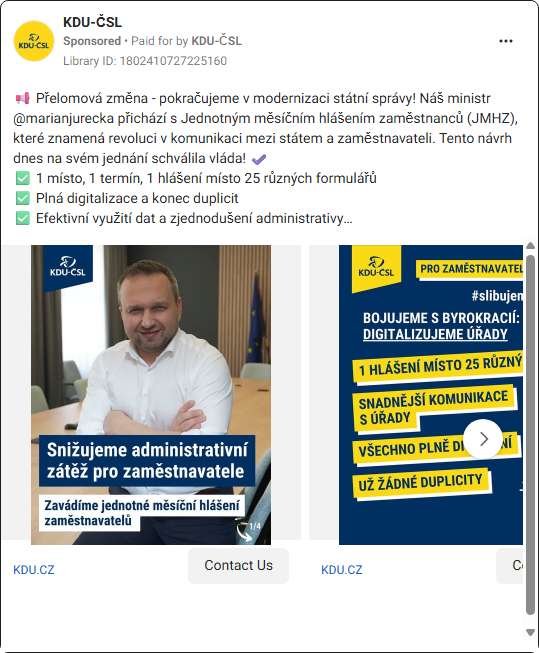 KDU-ČSL
Sponsored • Paid for by KDU-ČSL
Library ID: 1802410727225160
KDU-ČSL
Přelomová změna - pokračujeme v modernizaci státní správy! Náš ministr
@marianjurecka přichází s Jednotným měsíčním hlášením zaměstnanců (JMHZ),
které znamená revoluci v komunikaci mezi státem a zaměstnavateli. Tento návrh
dnes na svém jednání schválila vláda!
1 místo, 1 termín, 1 hlášení místo 25 různých formulářů
Plná digitalizace a konec duplicit
Efektivní využití dat a zjednodušení administrativy…
KDU-ČSL
Snižujeme administrativní
zátěž pro zaměstnavatele
Zavádíme jednotné měsíční hlášení
zaměstnavatelů
1/4
KDU.CZ
Contact Us
KDU-ČSL
PRO ZAMĚSTNAVATEL
#slibujem
BOJUJEME S BYROKRACIÍ:
DIGITALIZUJEME ÚŘADY
1 HLÁŠENÍ MÍSTO 25 RŮZNÝ
SNADNĚJŠÍ KOMUNIKACE
S ÚŘADY
VŠECHNO PLNĚ
UŽ ŽÁDNÉ DUPLICITY
KDU.CZ